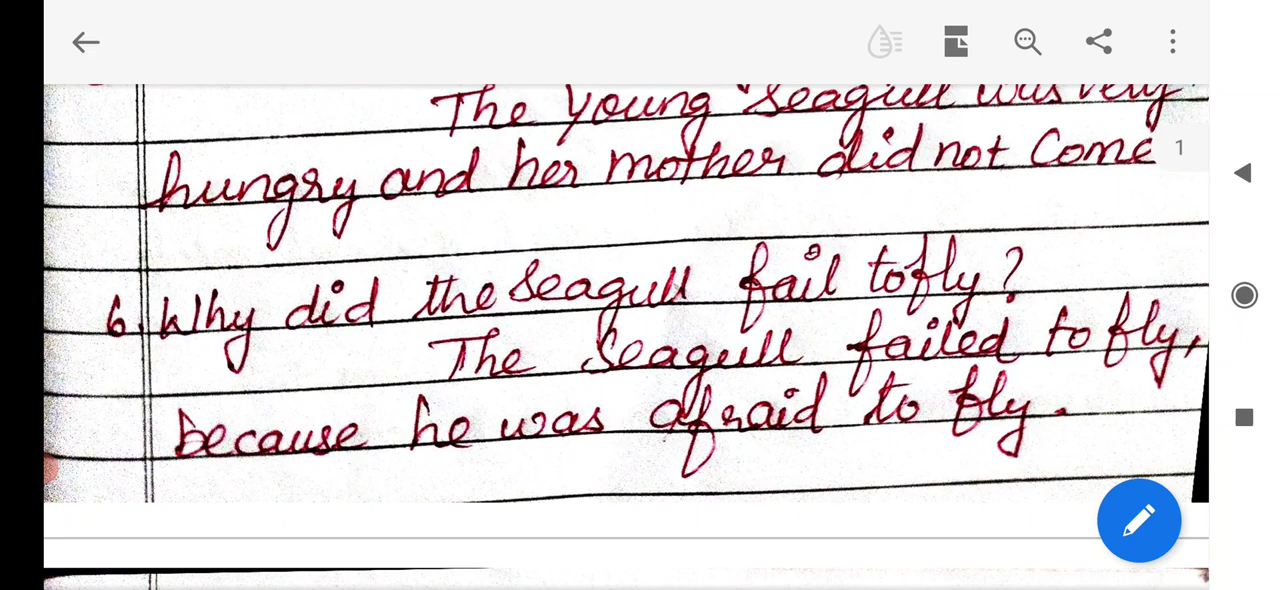 The young seagull was very
1
hungry and her mother did not come
6. Why did the seagull fail to fly?
The seagull failed to fly,
because he was afraid to fly.